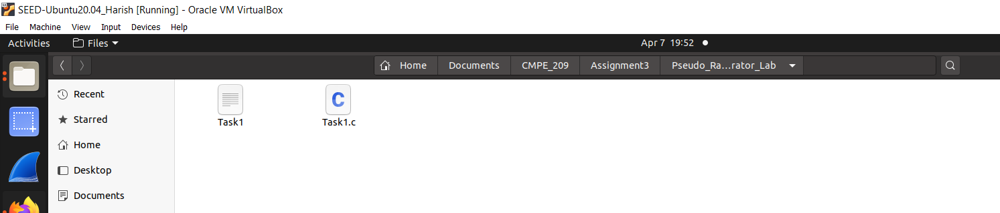 SEED-Ubuntu20.04_Harish [Running] - Oracle VM VirtualBox
File Machine View Input Devices Help
Activities Files Apr 7 19:52
Home Documents CMPE_209 Assignment3 Pseudo_Ra...rator_Lab
Recent
Starred
Home
Desktop
Documents
Task1 Task1.c